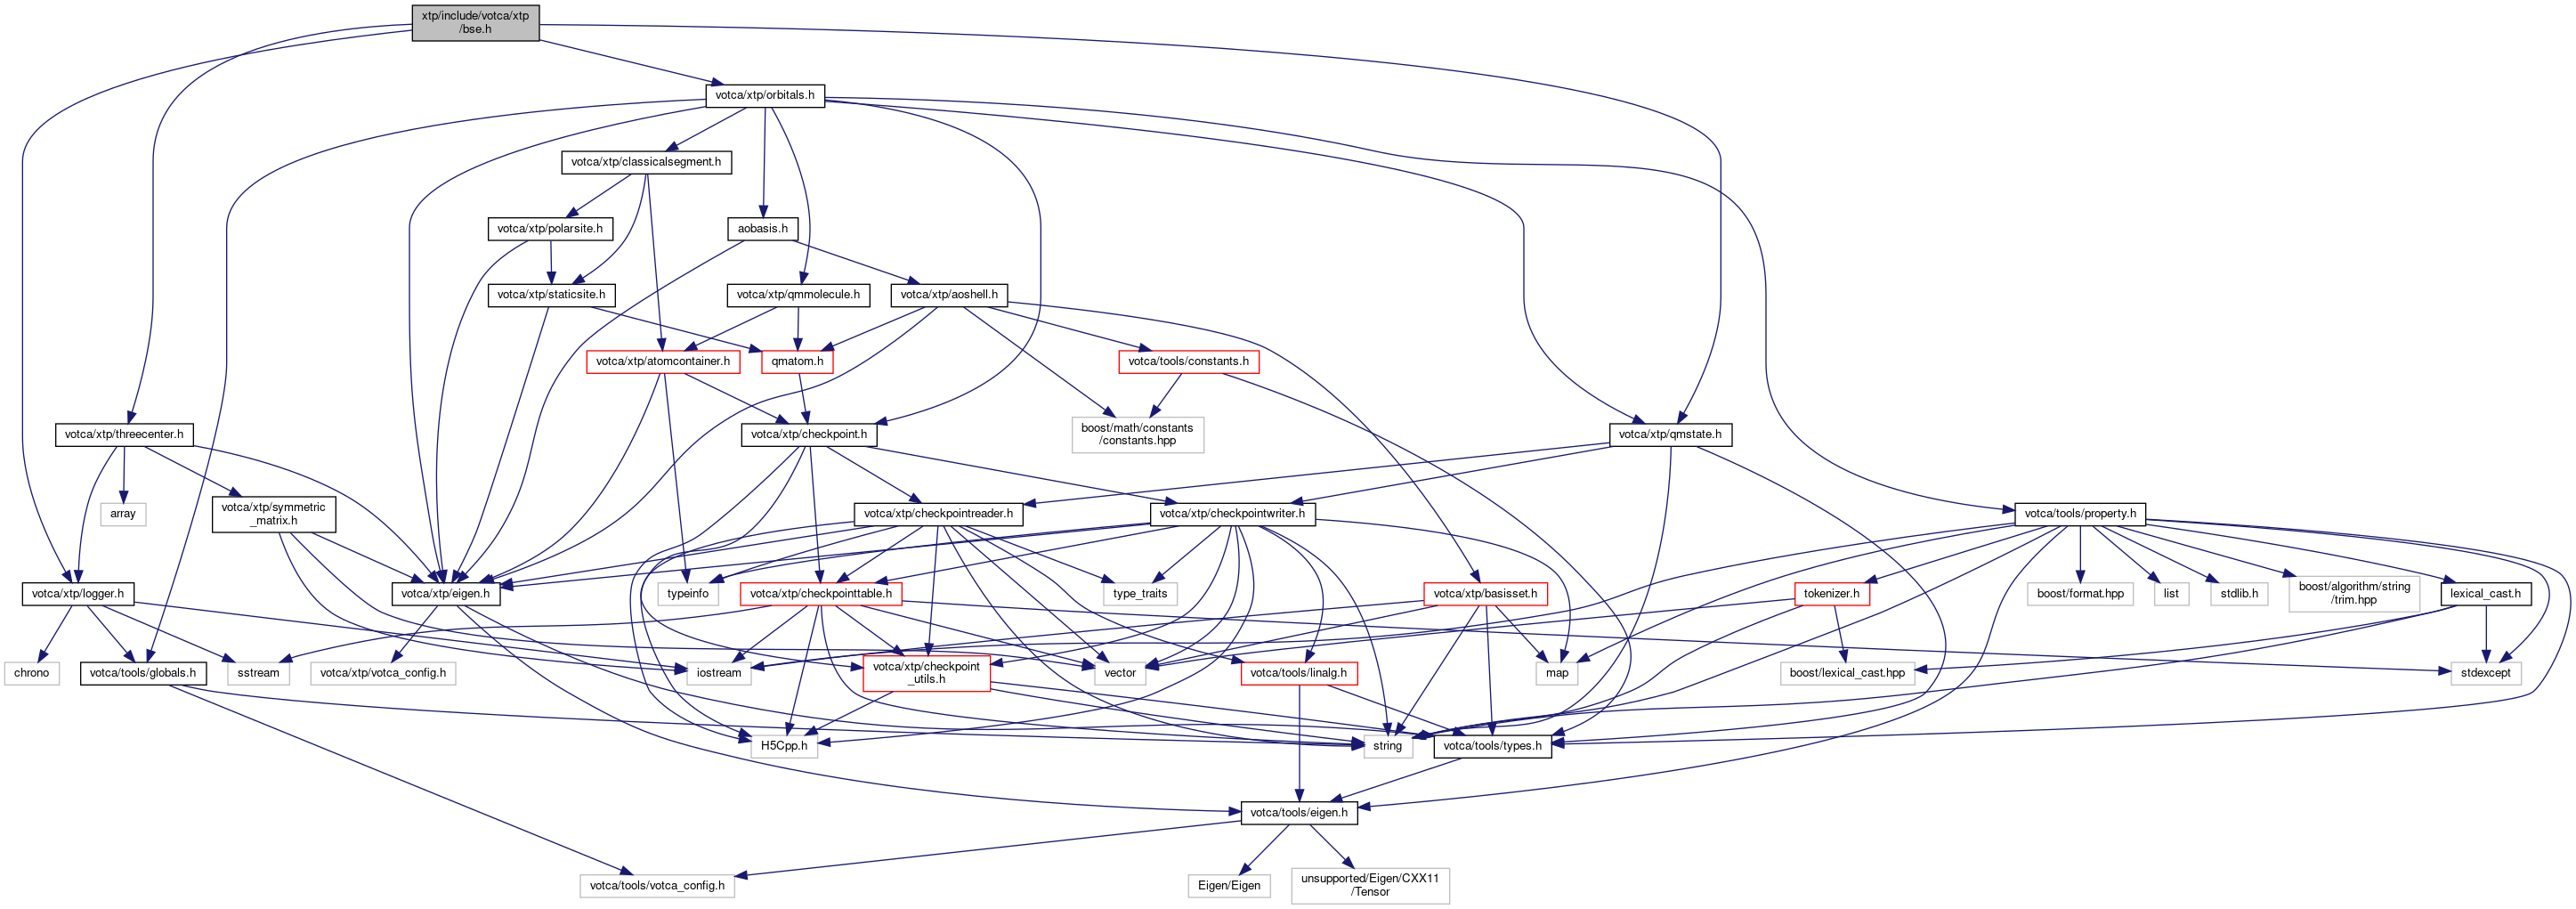 xtp/include/votca/xtp
/bse.h
votca/xtp/orbitals.h
votca/xtp/classicalsegment.h
votca/xtp/polarsite.h
aobasis.h
votca/xtp/staticsite.h
votca/xtp/qmmolecule.h
votca/xtp/aoshell.h
votca/xtp/atomcontainer.h
qmatom.h
votca/tools/constants.h
votca/xtp/threecenter.h
votca/xtp/checkpoint.h
boost/math/constants
/constants.hpp
votca/xtp/qmstate.h
array
votca/xtp/symmetric
_matrix.h
votca/xtp/checkpointreader.h
votca/xtp/checkpointwriter.h
votca/tools/property.h
votca/xtp/logger.h
votca/xtp/eigen.h
typeinfo
votca/xtp/checkpointtable.h
type_traits
votca/xtp/basisset.h
tokenizer.h
boost/format.hpp
list
stdlib.h
boost/algorithm/string
/trim.hpp
lexical_cast.h
chrono
votca/tools/globals.h
sstream
votca/xtp/votca_config.h
iostream
votca/xtp/checkpoint
_utils.h
vector
votca/tools/linalg.h
map
boost/lexical_cast.hpp
stdexcept
H5Cpp.h
string
votca/tools/types.h
votca/tools/eigen.h
votca/tools/votca_config.h
Eigen/Eigen
unsupported/Eigen/CXX11
/Tensor